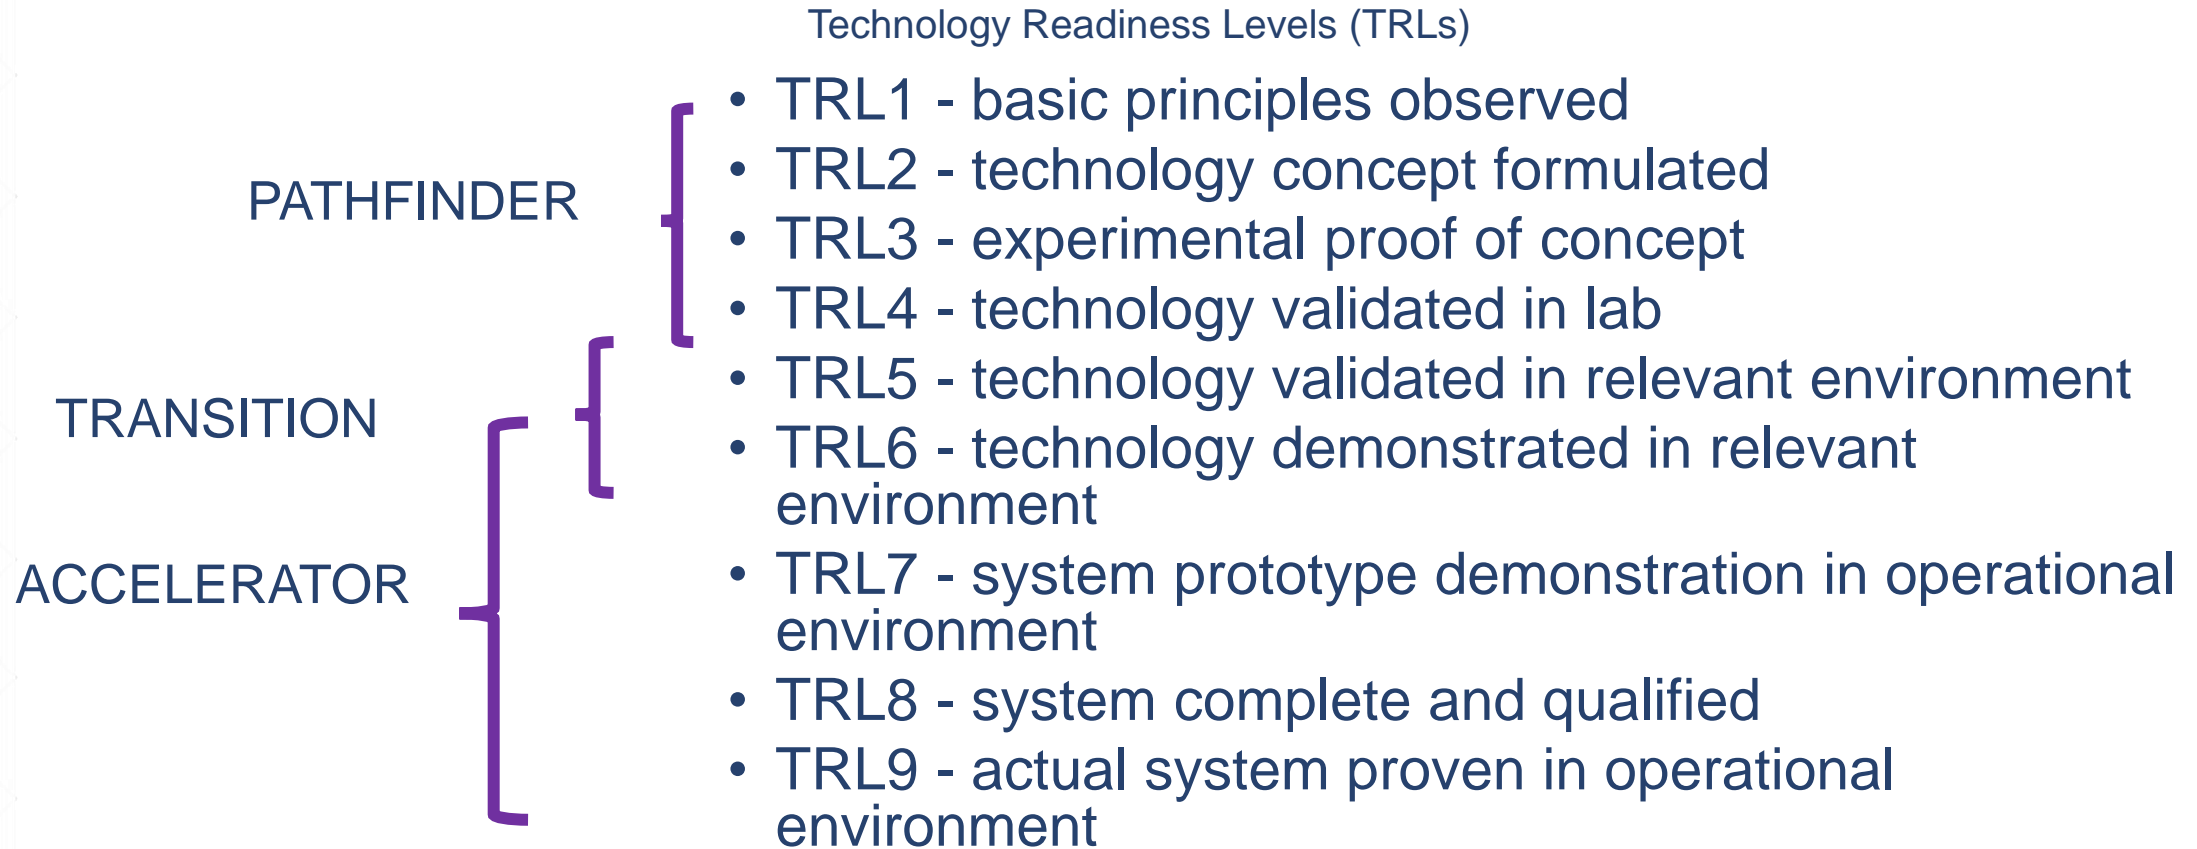 Technology Readiness Levels (TRLs)
PATHFINDER
TRANSITION
ACCELERATOR
• TRL1 - basic principles observed
• TRL2 - technology concept formulated
• TRL3 - experimental proof of concept
• TRL4 - technology validated in lab
• TRL5 - technology validated in relevant environment
• TRL6 - technology demonstrated in relevant
environment
• TRL7 - system prototype demonstration in operational
environment
• TRL8 - system complete and qualified
• TRL9 - actual system proven in operational
environment